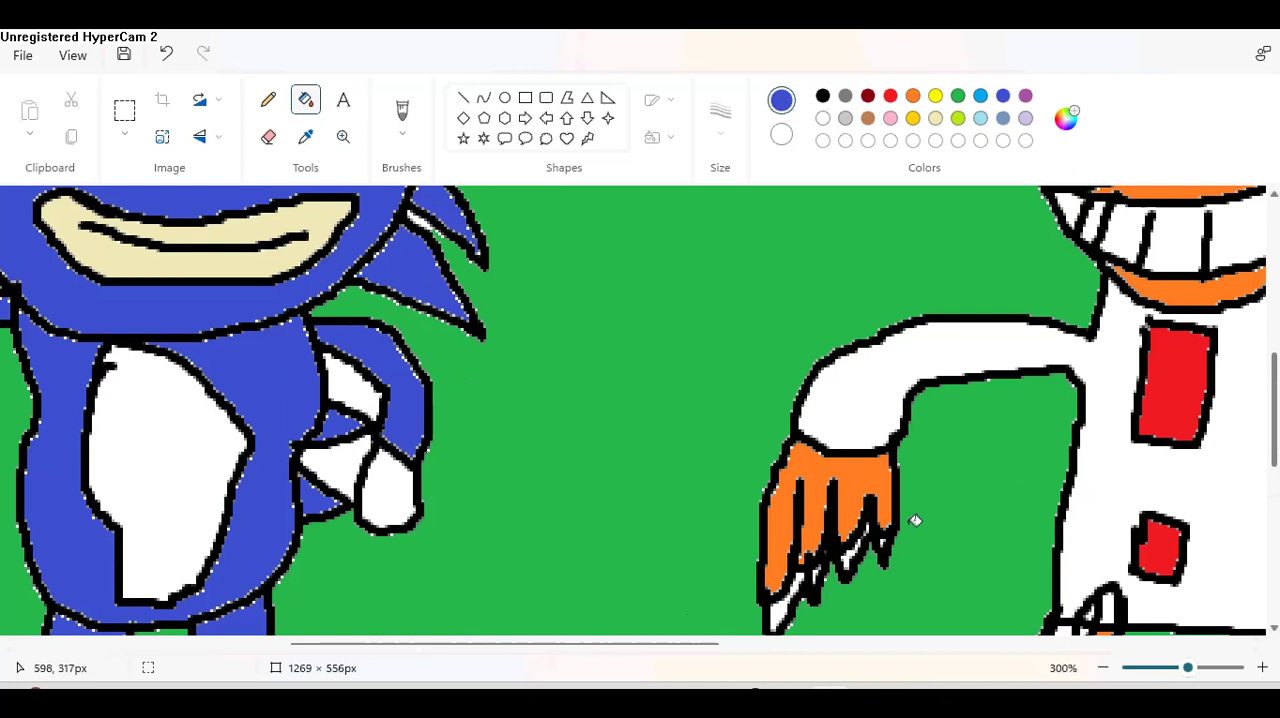 Unregistered HyperCam 2
File View
A
Clipboard Image Tools Brushes Shapes Size Colors
598, 317px 1269 × 556px 300%